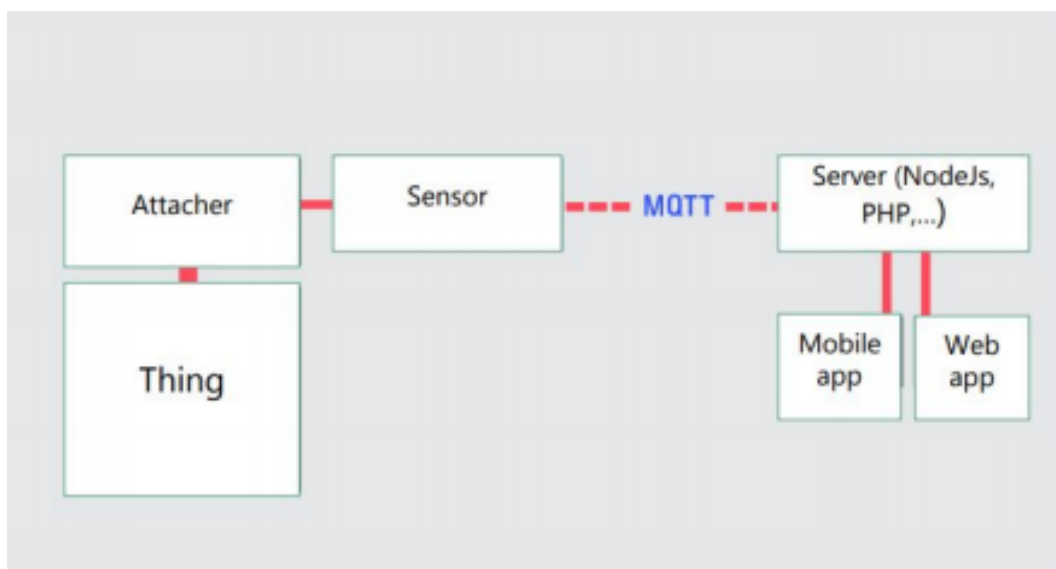 Attacher
Sensor
MQTT
Server (NodeJs,
PHP,...)
Thing
Mobile
app
Web
app